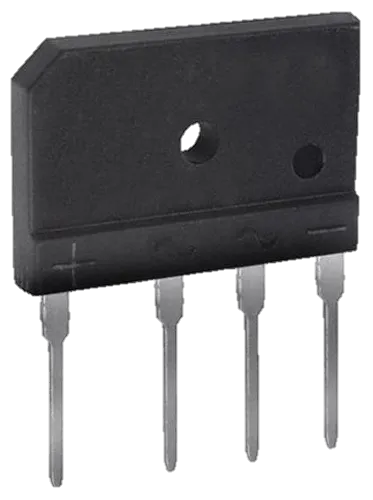 + ~ ~ −